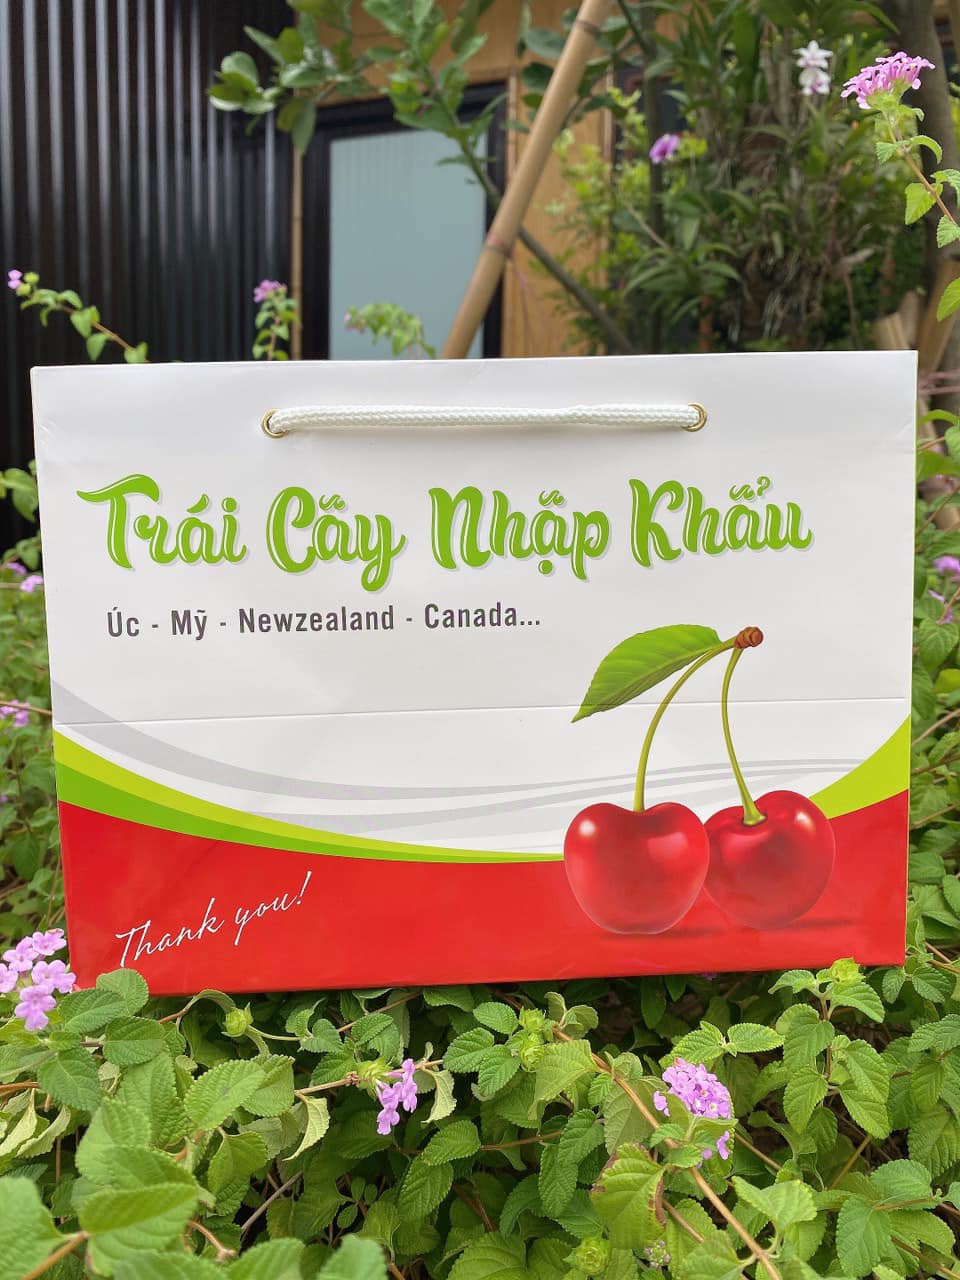 Trái Cây Nhập Khẩu
Úc - Mỹ - Newzealand - Canada...
Thank you!